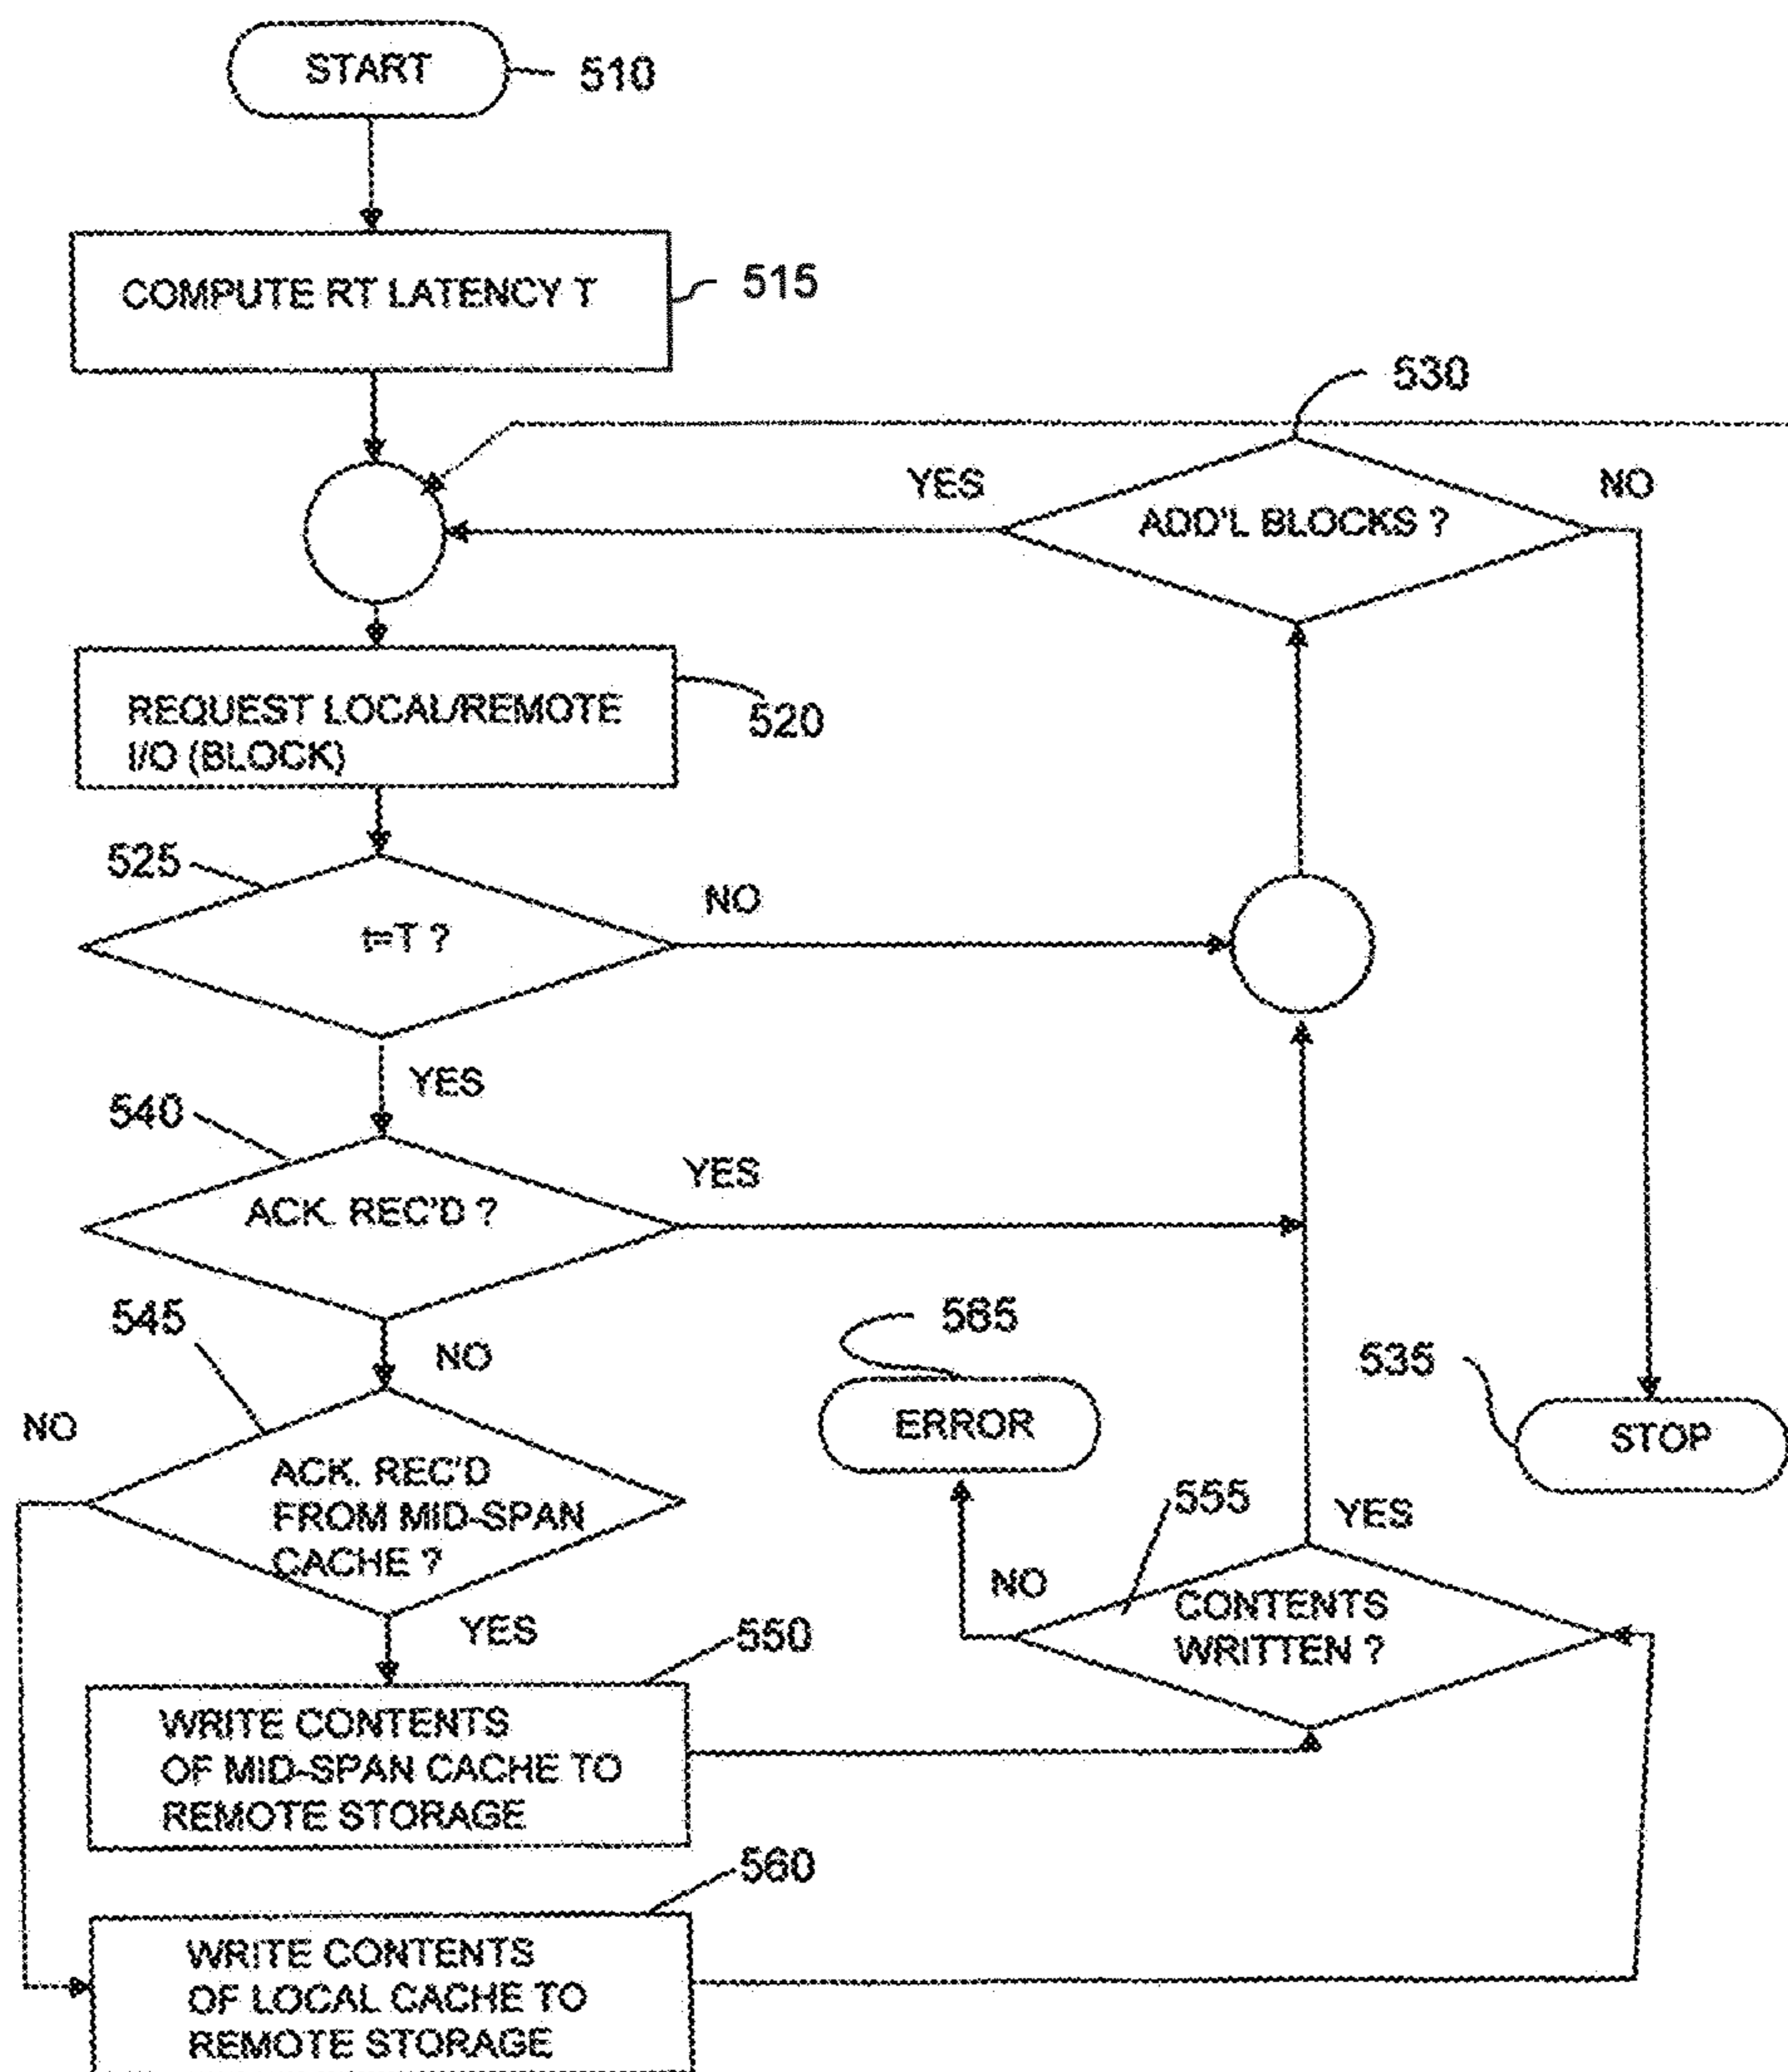 START
510
COMPUTE RT LATENCY T
515
530
YES
ADD'L BLOCKS ?
NO
REQUEST LOCAL/REMOTE
I/O (BLOCK)
520
525
t=T ?
NO
YES
540
ACK. REC'D ?
YES
545
NO
565
535
NO
ERROR
STOP
ACK. REC'D
FROM MID-SPAN
CACHE ?
555
YES
NO
CONTENTS
WRITTEN ?
YES
550
WRITE CONTENTS
OF MID-SPAN CACHE TO
REMOTE STORAGE
560
WRITE CONTENTS
OF LOCAL CACHE TO
REMOTE STORAGE